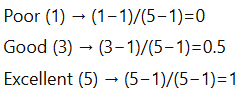 Poor (1) → (1−1)/(5−1)=0
Good (3) → (3−1)/(5−1)=0.5
Excellent (5) → (5−1)/(5−1)=1